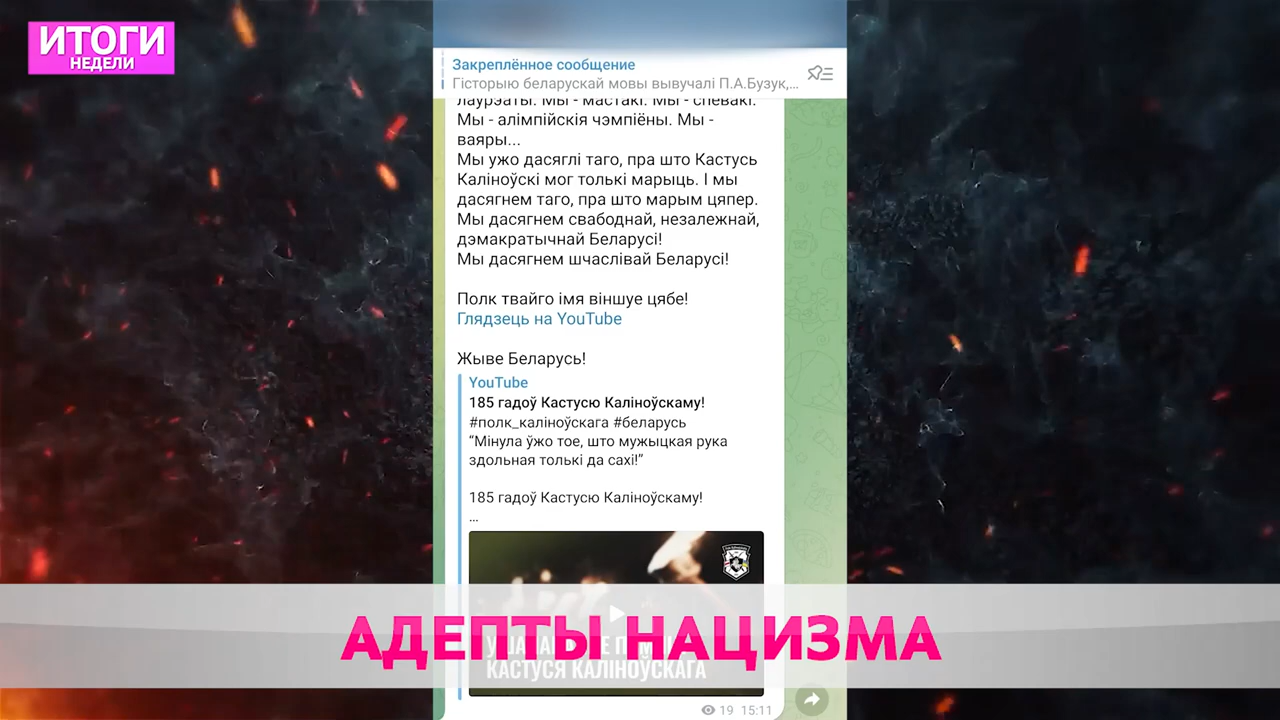 ИТОГИ
НЕДЕЛИ
Закреплённое сообщение
Гісторыю беларускай мовы вывучалі П.А.Бузук,...
лаурэаты. Мы - мастакі. Мы - спевакі.
Мы - алімпійскія чэмпіёны. Мы -
ваяры...
Мы ўжо дасяглі таго, пра што Кастусь
Каліноўскі мог толькі марыць. І мы
дасягнем таго, пра што марым цяпер.
Мы дасягнем свабоднай, незалежнай,
дэмакратычнай Беларусі!
Мы дасягнем шчаслівай Беларусі!
Полк твайго імя віншуе цябе!
Глядзець на YouTube
Жыве Беларусь!
YouTube
185 гадоў Кастусю Каліноўскаму!
#полк_каліноўскага #беларусь
“Мінула ўжо тое, што мужыцкая рука
здольная толькі да сахі!”
185 гадоў Кастусю Каліноўскаму!
...
АДЕПТЫ НАЦИЗМА
КАСТУСЯ КАЛІНОЎСКАГА
19 15:11